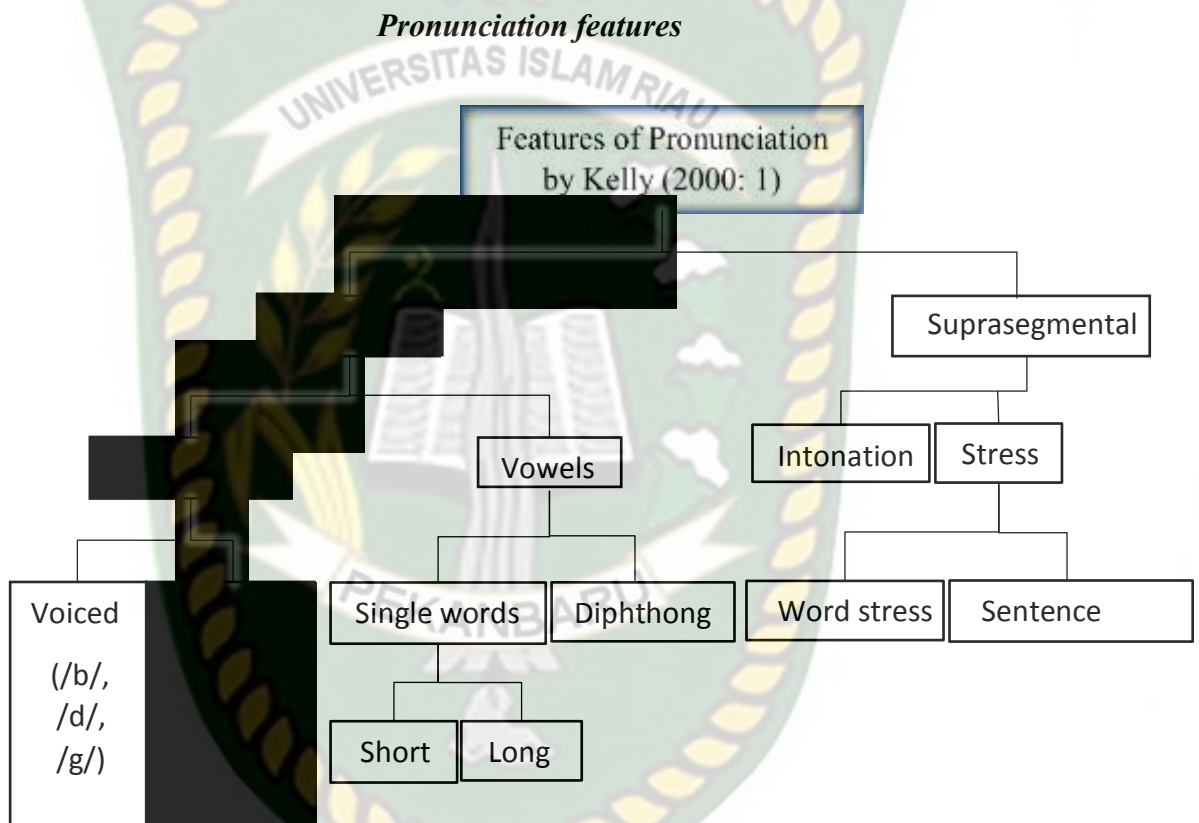 Pronunciation features
UNIVERSITAS ISLAM RIAU
Features of Pronunciation
by Kelly (2000: 1)
Suprasegmental
Vowels
Intonation
Stress
Voiced
(/b/,
/d/,
/g/)
Single words
Diphthong
Word stress
Sentence
PEKANBARU
Short
Long